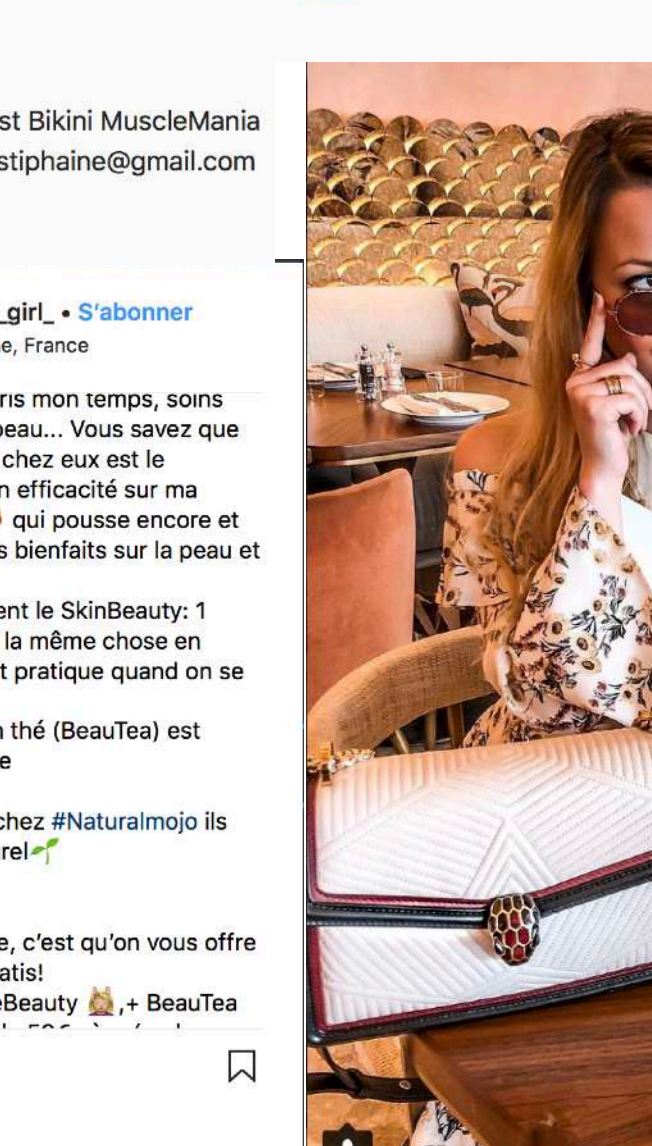 st Bikini MuscleMania
stiphaine@gmail.com
_girl_ • S'abonner
e, France
ris mon temps, soins
eau... Vous savez que
chez eux est le
n efficacité sur ma
qui pousse encore et
s bienfaits sur la peau et
ent le SkinBeauty: 1
la même chose en
t pratique quand on se
n thé (BeauTea) est
e
chez #Naturalmojo ils
rel
e, c'est qu'on vous offre
atis!
eBeauty ,+ BeauTea